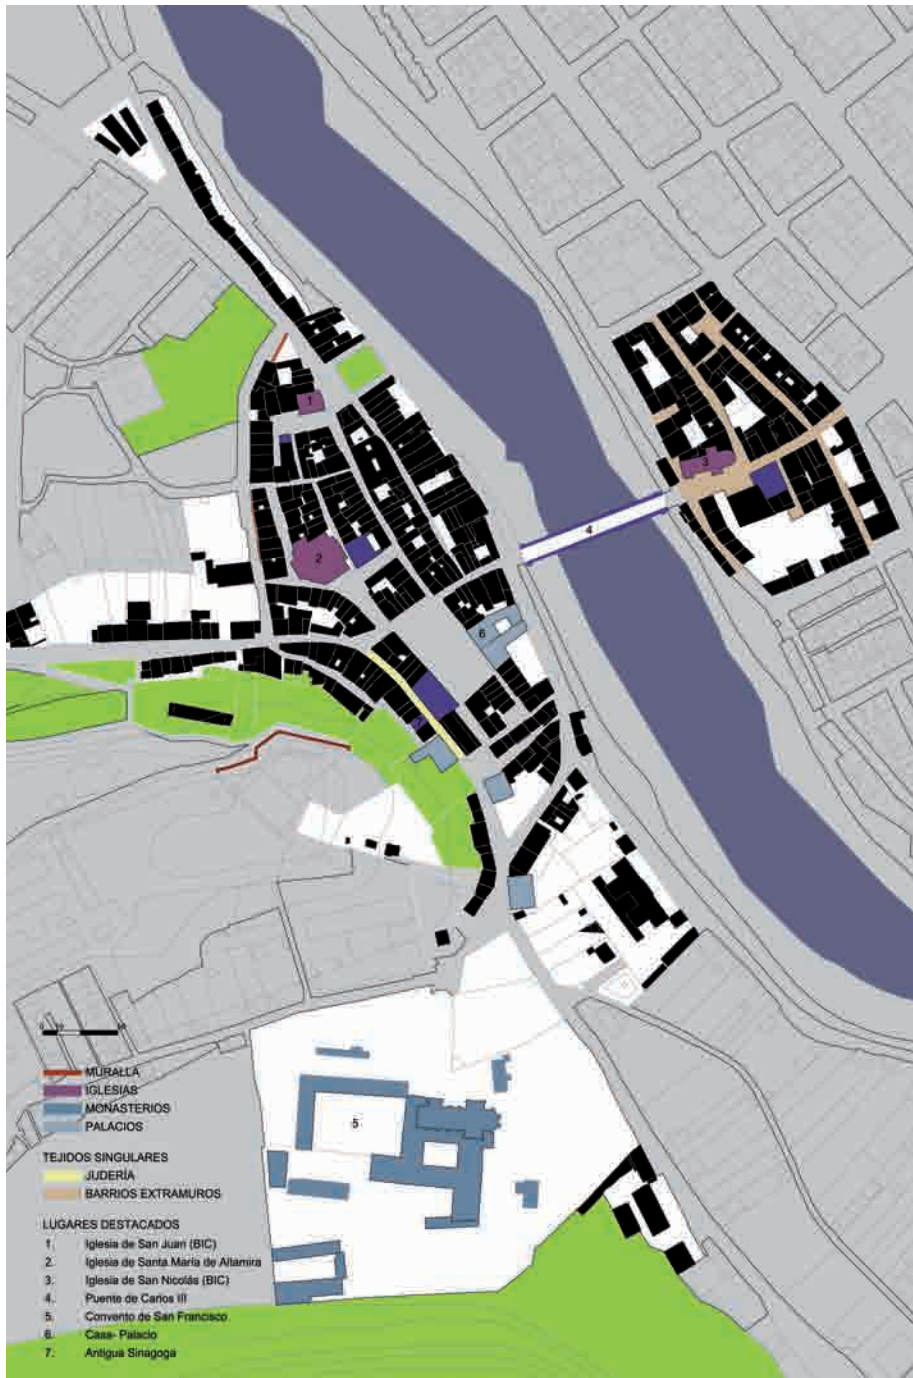 1
3
4
2
6
5
MURALLA
IGLESIAS
MONASTERIOS
PALACIOS
TEJIDOS SINGULARES
JUDERÍA
BARRIOS EXTRAMUROS
LUGARES DESTACADOS
1. Iglesia de San Juan (BIC)
2. Iglesia de Santa María de Altamira
3. Iglesia de San Nicolás (BIC)
4. Puente de Carlos III
5. Convento de San Francisco
6. Casa- Palacio
7. Antigua Sinagoga